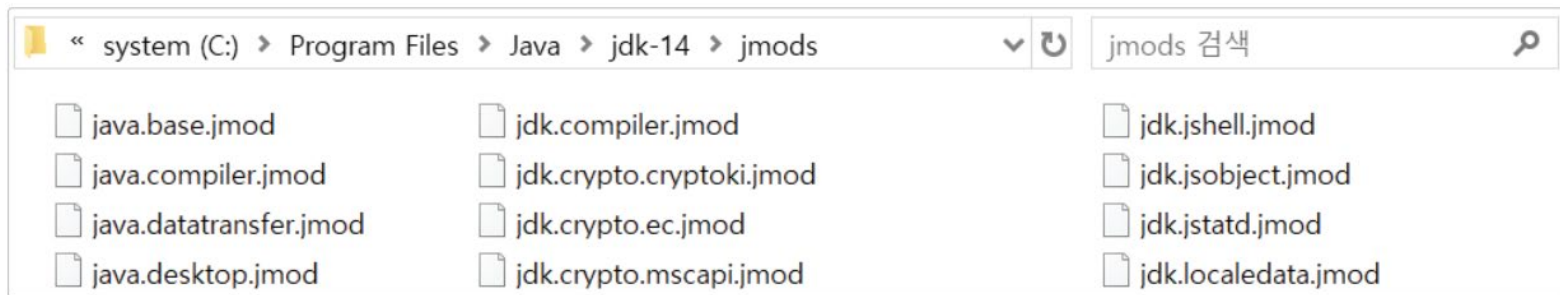 « system (C:) > Program Files > Java > jdk-14 > jmods
jmods 검색
java.base.jmod
java.compiler.jmod
java.datatransfer.jmod
java.desktop.jmod
jdk.compiler.jmod
jdk.crypto.cryptoki.jmod
jdk.crypto.ec.jmod
jdk.crypto.mscapi.jmod
jdk.jshell.jmod
jdk.jsobject.jmod
jdk.jstatd.jmod
jdk.localedata.jmod